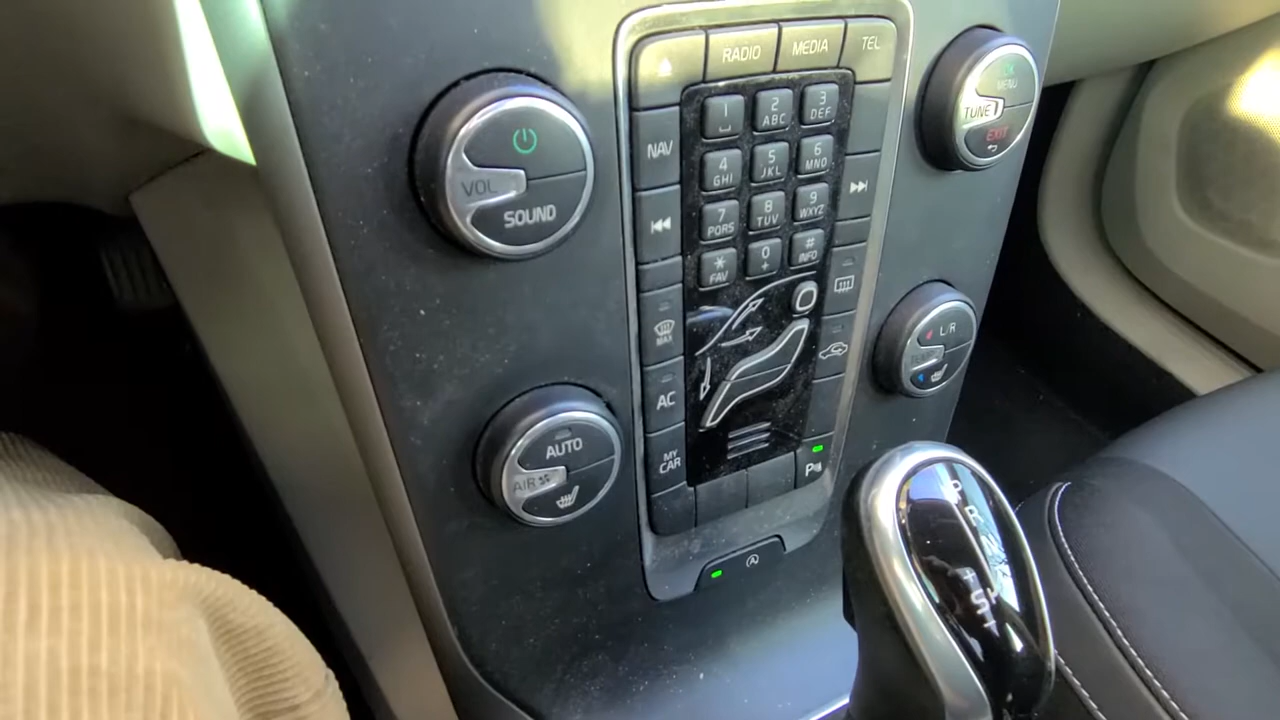 RADIO
MEDIA
TEL
OK
MENU
TUNE
EXIT
VOL
SOUND
NAV
1
2
ABC
3
DEF
4
GHI
5
JKL
6
MNO
7
PQRS
8
TUV
9
WXYZ
*
FAV
0
+
#
INFO
MAX
AC
MY
CAR
AUTO
AIR
L/R
TEMP
P
A
P
R
N
S
+